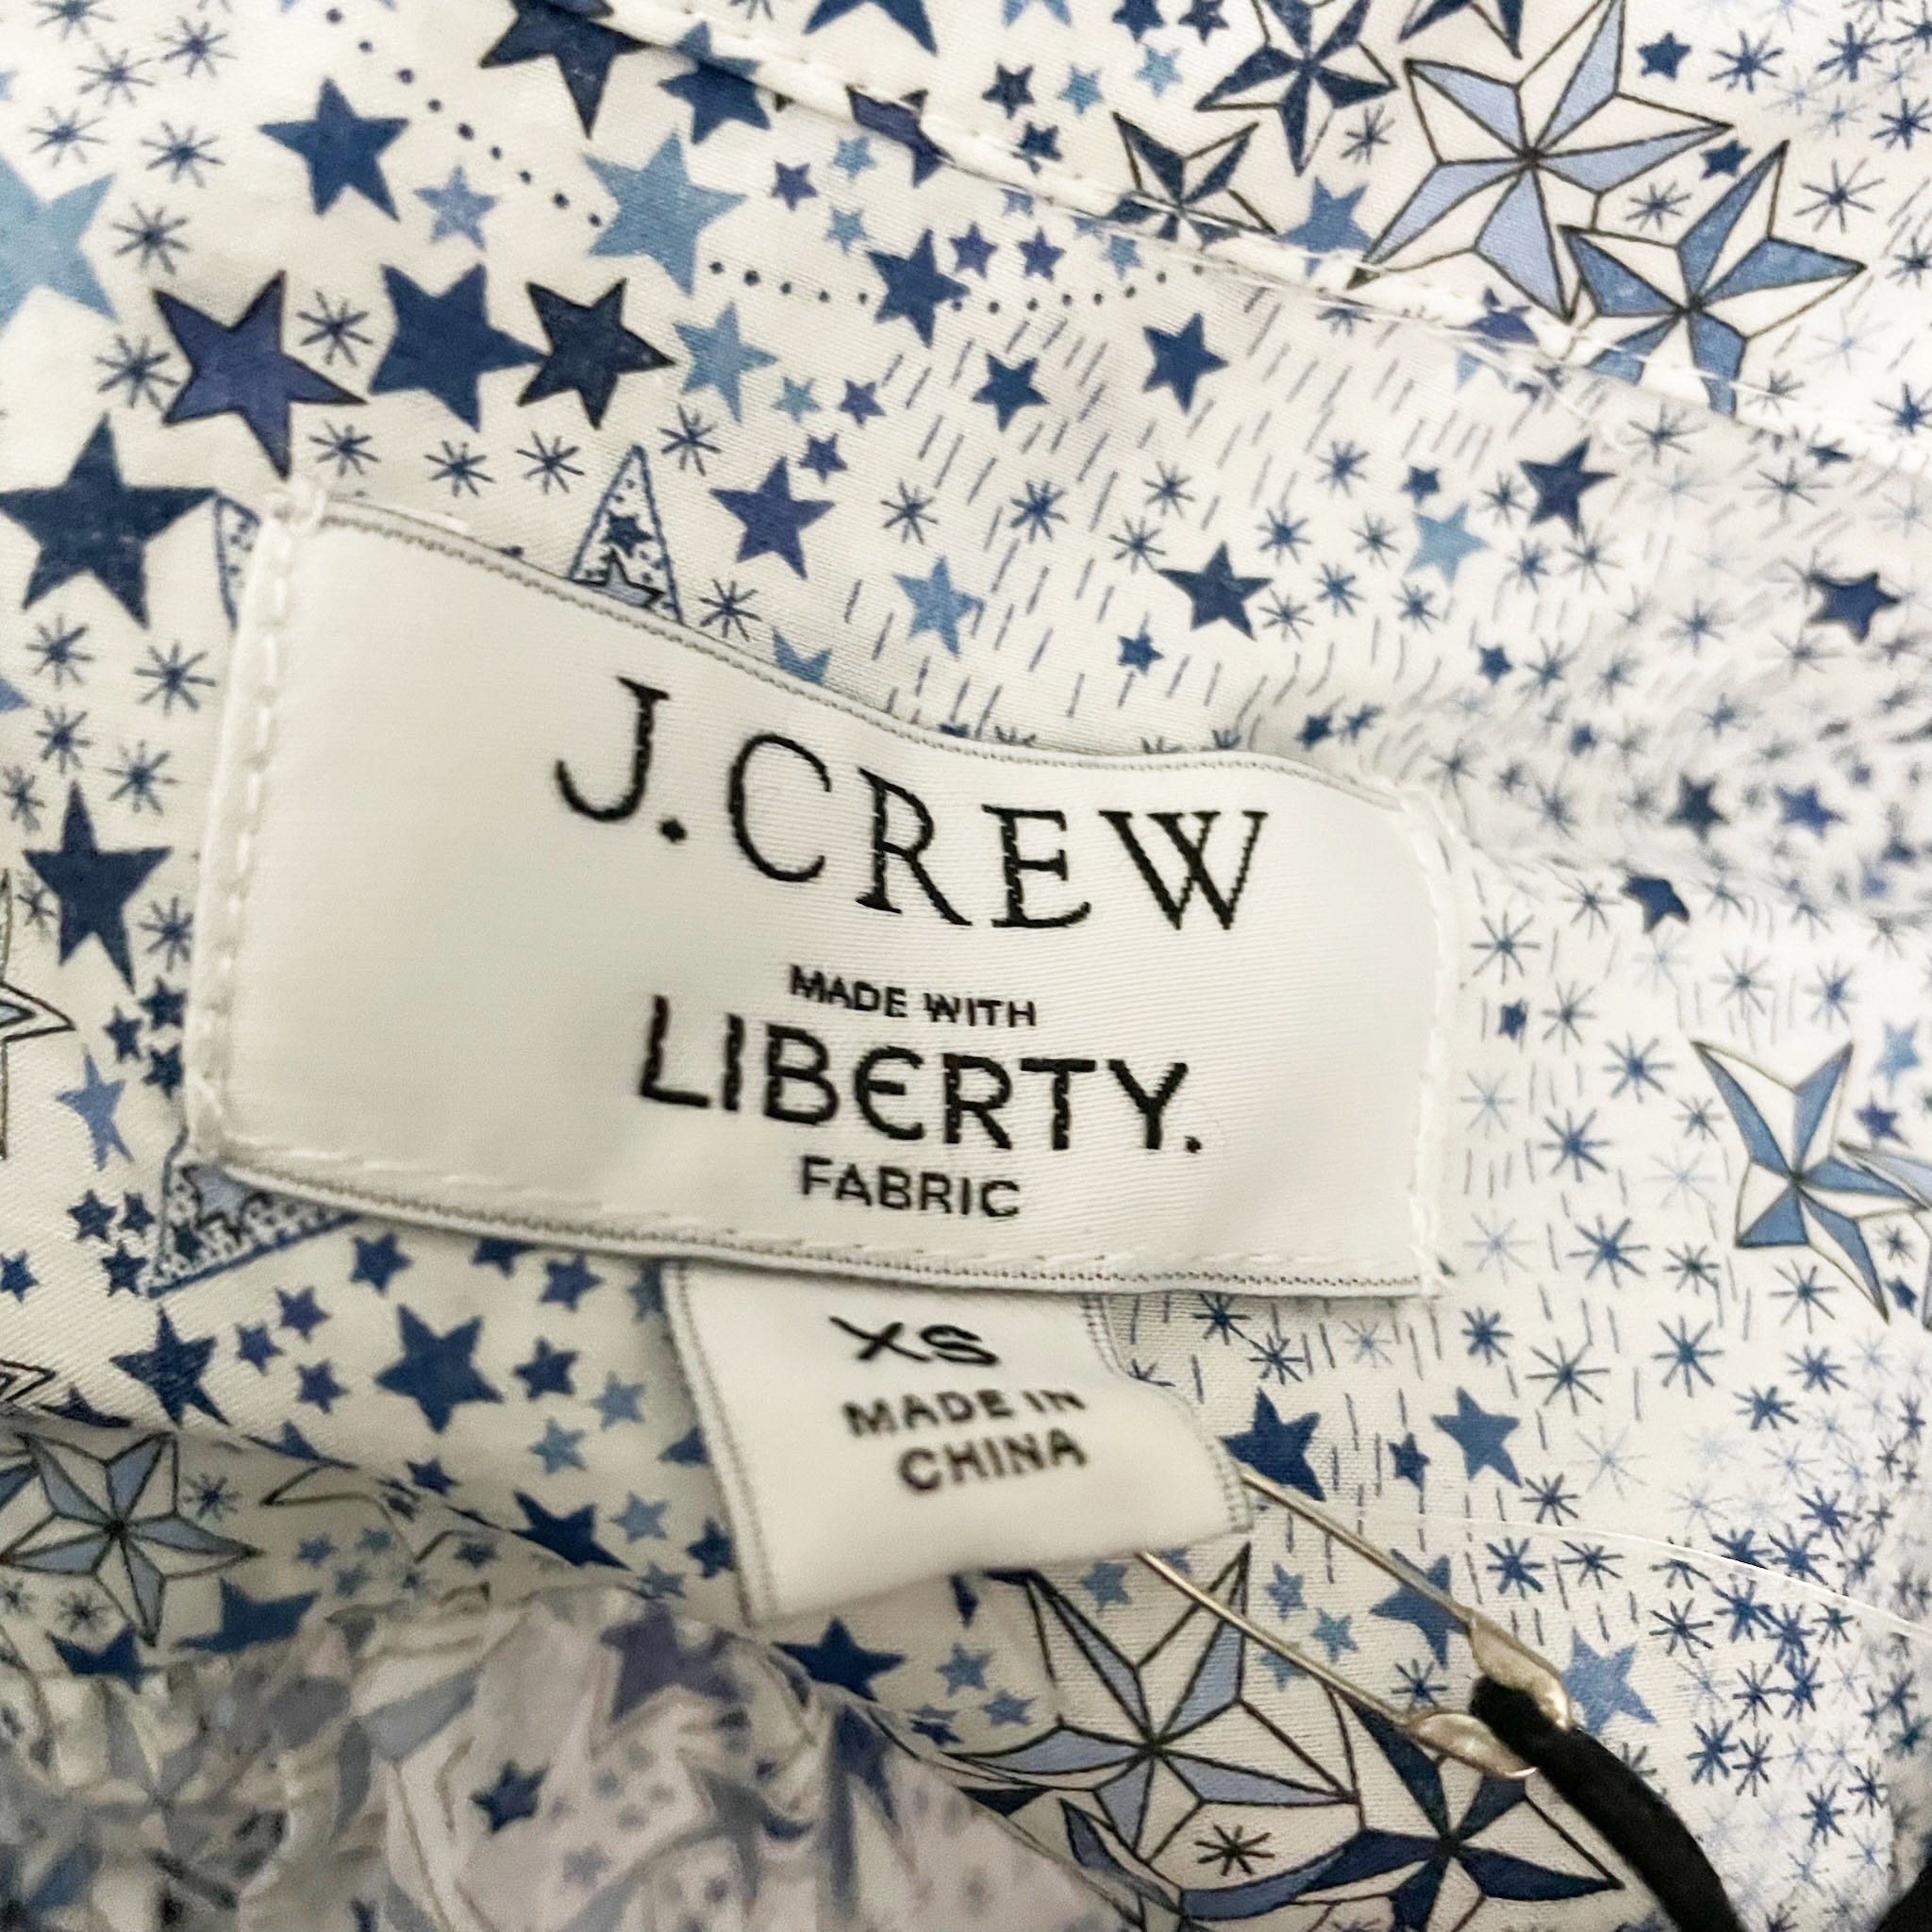 J.CREW
MADE WITH
LIBERTY.
FABRIC
XS
MADE IN
CHINA